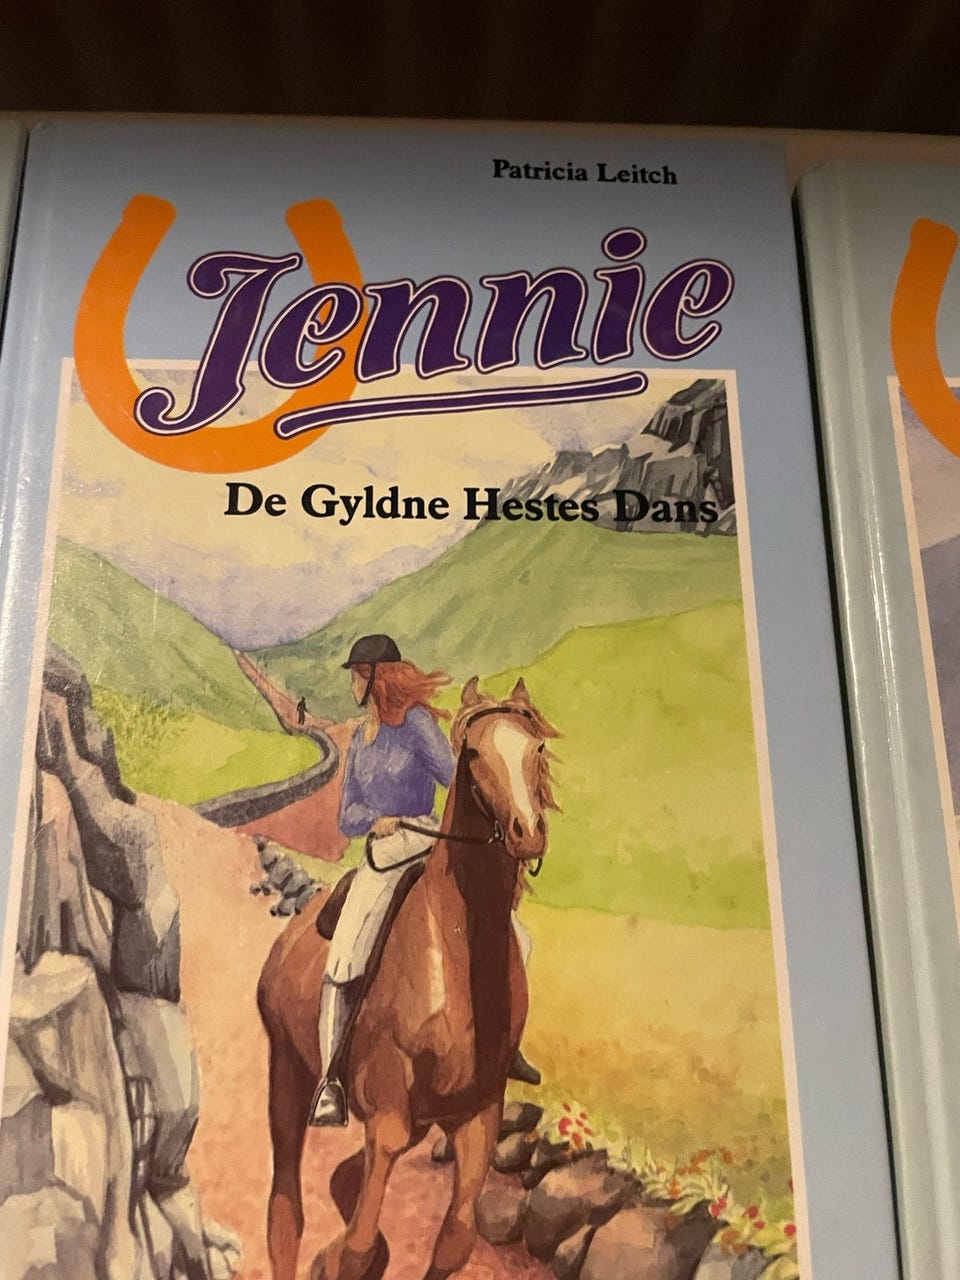 Patricia Leitch
Jennie
De Gyldne Hestes Dans